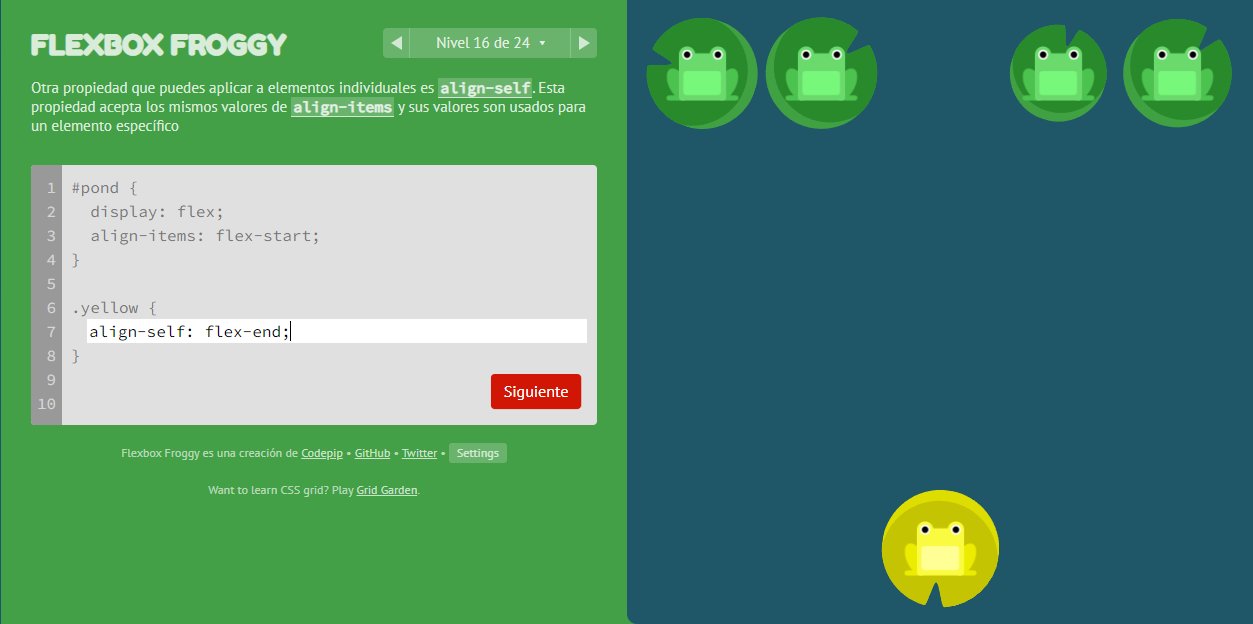 FLEXBOX FROGGY
Nivel 16 de 24
Otra propiedad que puedes aplicar a elementos individuales es align-self. Esta
propiedad acepta los mismos valores de align-items y sus valores son usados para
un elemento específico
1 #pond {
2   display: flex;
3   align-items: flex-start;
4 }
5
6 .yellow {
7   align-self: flex-end;
8 }
9
10
Siguiente
Flexbox Froggy es una creación de Codepip • GitHub • Twitter • Settings
Want to learn CSS grid? Play Grid Garden.